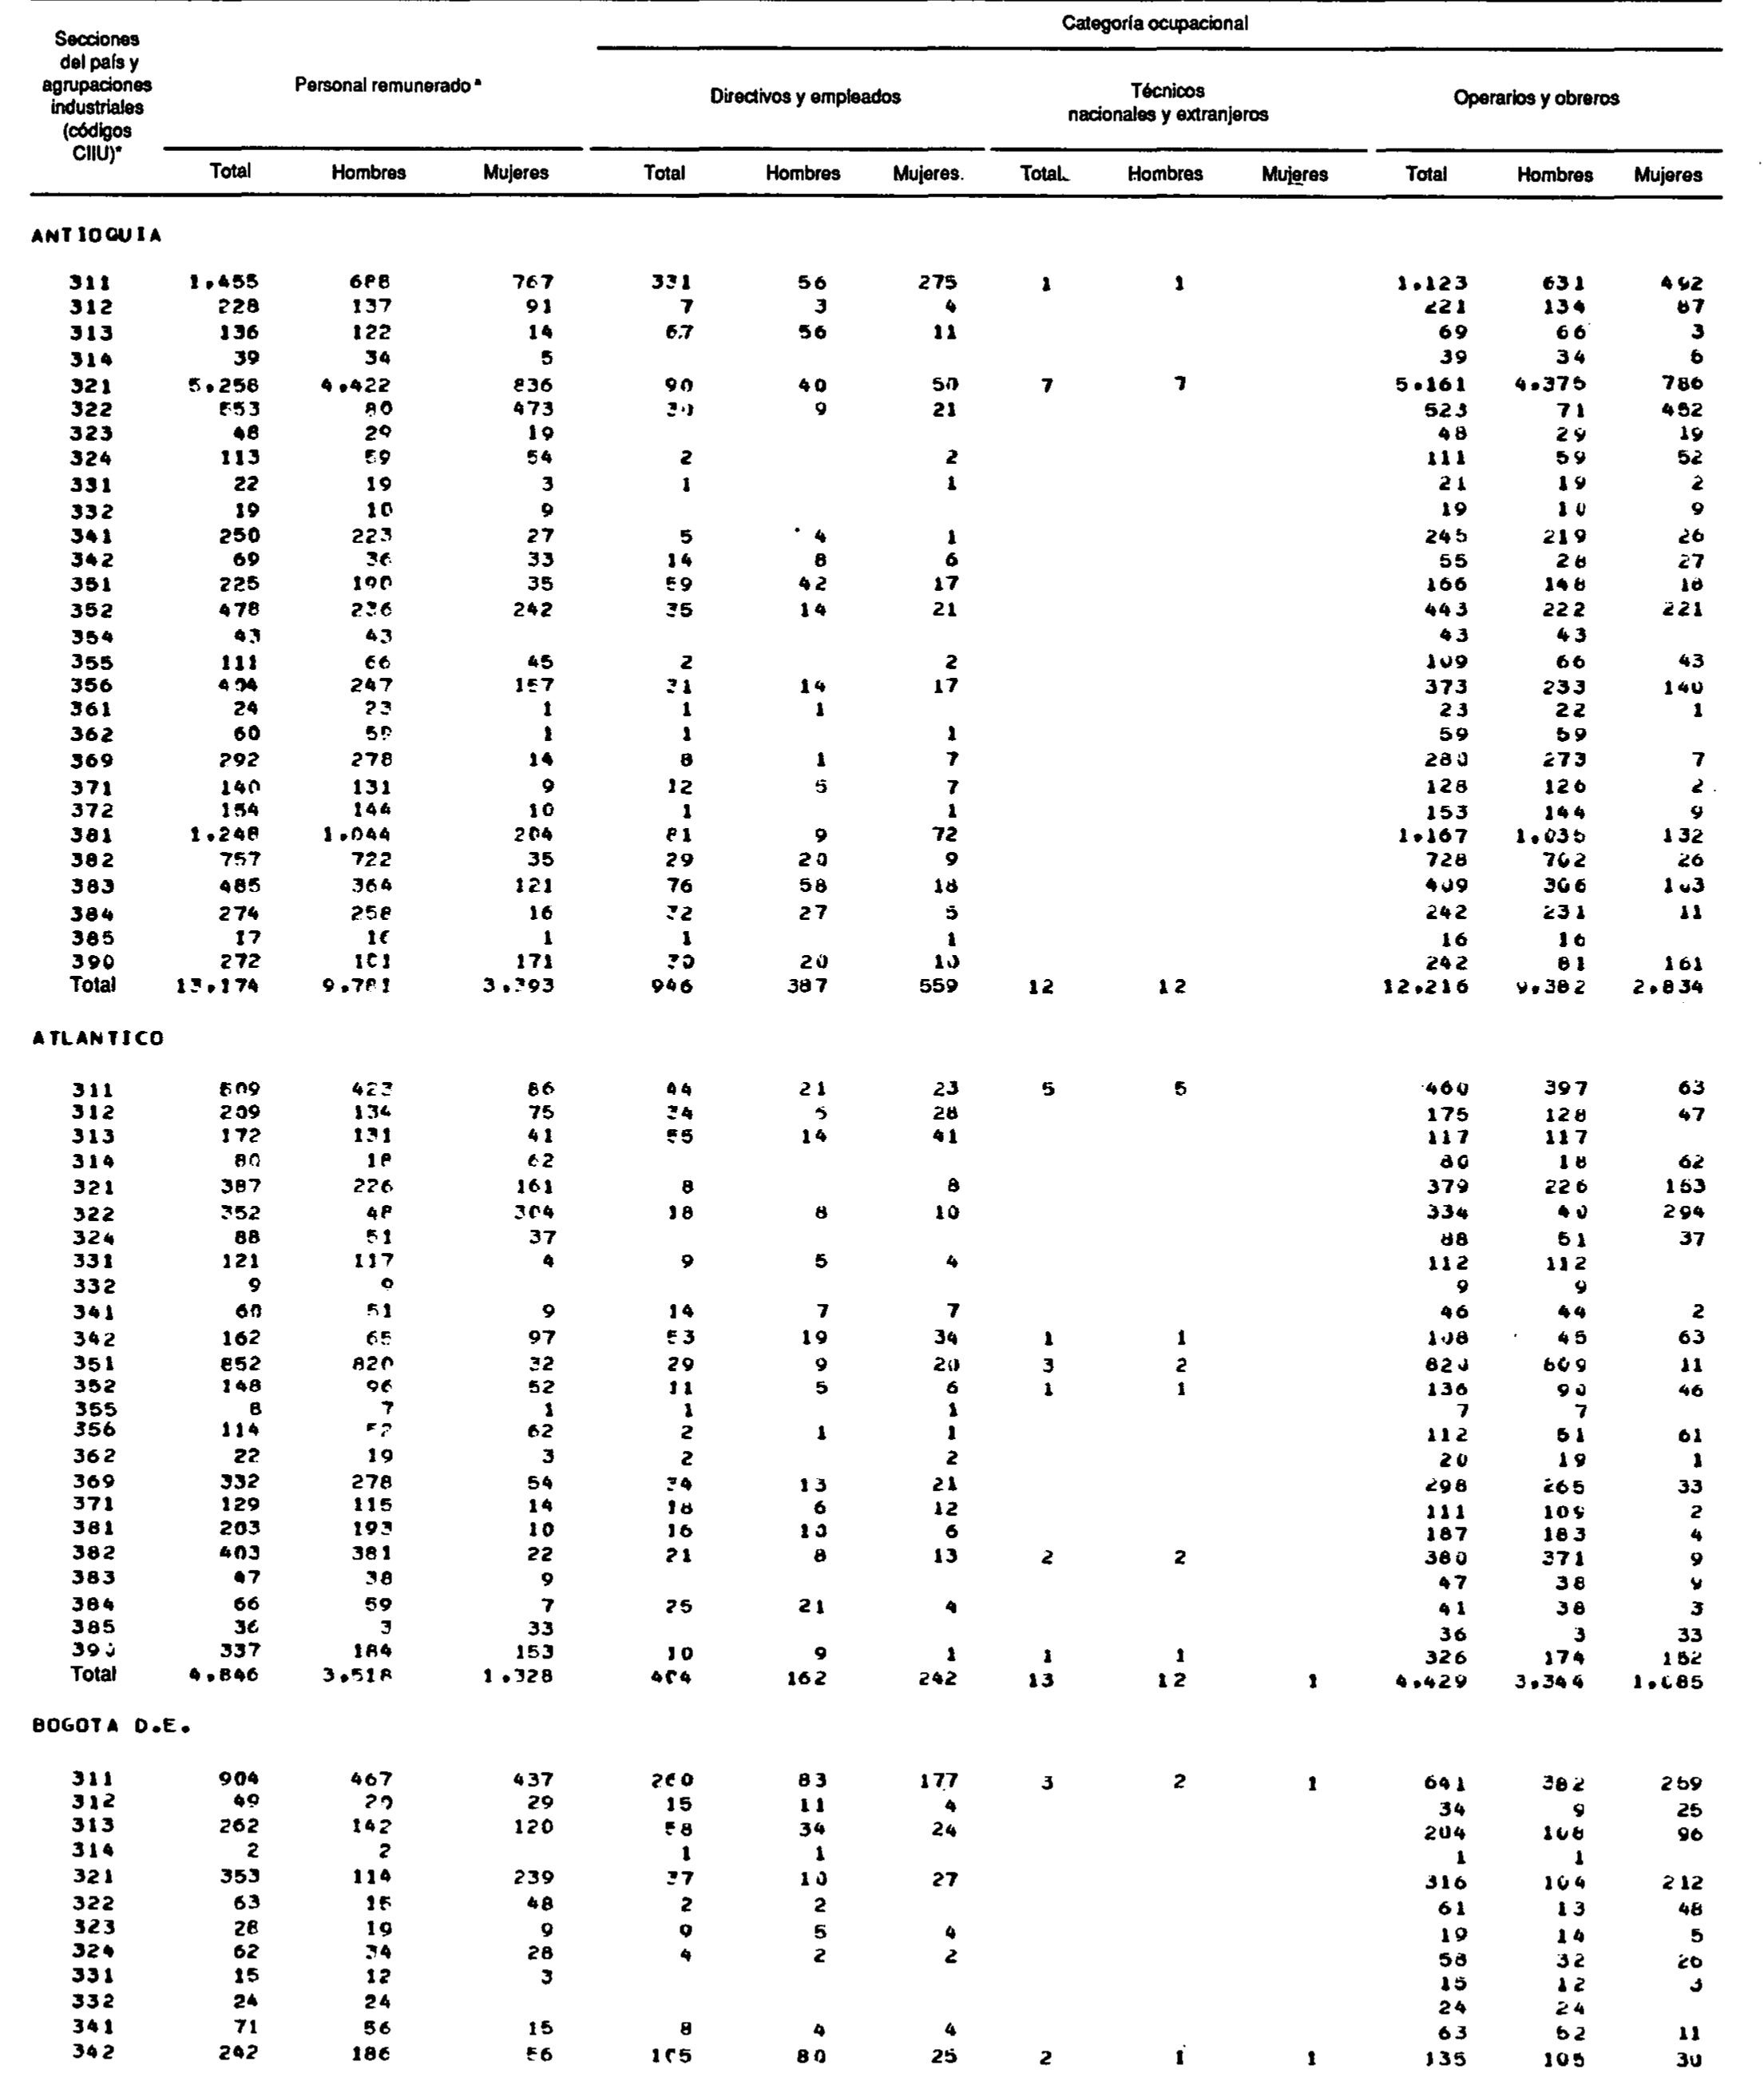 Categoría ocupacional
Secciones del país y agrupaciones industriales (códigos CIIU)*
Personal remunerado ª
Directivos y empleados
Técnicos nacionales y extranjeros
Operarios y obreros
Total Hombres Mujeres Total Hombres Mujeres. Total Hombres Mujeres Total Hombres Mujeres
ANTIOQUIA
311 1.455 688 767 331 56 275 1 1 1.123 631 492
312 228 137 91 7 3 4 221 134 87
313 136 122 14 67 56 11 69 66 3
314 39 34 5 39 34 5
321 5.258 4.422 836 90 40 50 7 7 5.161 4.375 786
322 553 80 473 30 9 21 523 71 452
323 48 29 19 48 29 19
324 113 59 54 2 2 111 59 52
331 22 19 3 1 1 21 19 2
332 19 10 9 19 10 9
341 250 223 27 5 4 1 245 219 26
342 69 36 33 14 8 6 55 28 27
351 225 190 35 59 42 17 166 148 18
352 478 236 242 35 14 21 443 222 221
354 43 43 43 43
355 111 66 45 2 2 109 66 43
356 404 247 157 31 14 17 373 233 140
361 24 23 1 1 1 23 22 1
362 60 59 1 1 1 59 59
369 292 278 14 8 1 7 280 273 7
371 140 131 9 12 5 7 128 126 2
372 154 144 10 1 1 153 144 9
381 1.248 1.044 204 81 9 72 1.167 1.035 132
382 757 722 35 29 20 9 728 702 26
383 485 364 121 76 58 18 409 306 103
384 274 258 16 32 27 5 242 231 11
385 17 16 1 1 1 16 16
390 272 101 171 30 20 10 242 81 161
Total 13.174 9.781 3.393 946 387 559 12 12 12.216 9.382 2.834
ATLANTICO
311 509 423 86 44 21 23 5 5 460 397 63
312 209 134 75 34 28 175 128 47
313 172 131 41 55 14 41 117 117
314 80 18 62 80 18 62
321 387 226 161 8 8 379 226 153
322 352 48 304 18 8 10 334 40 294
324 88 51 37 88 51 37
331 121 117 4 9 5 4 112 112
332 9 9 9 9
341 60 51 9 14 7 7 46 44 2
342 162 65 97 53 19 34 1 1 108 45 63
351 852 820 32 29 9 20 3 2 820 809 11
352 148 96 52 11 5 6 1 1 136 90 46
355 8 7 1 1 1 7 7
356 114 52 62 2 1 1 112 51 61
362 22 19 3 2 2 20 19 1
369 332 278 54 34 13 21 298 265 33
371 129 115 14 18 6 12 111 109 2
381 203 193 10 16 10 6 187 183 4
382 403 381 22 21 8 13 2 2 380 371 9
383 47 38 9 47 38 9
384 66 59 7 25 21 4 41 38 3
385 36 3 33 36 3 33
390 337 184 153 10 9 1 1 1 326 174 152
Total 4.846 3.518 1.328 404 162 242 13 12 1 4.429 3.344 1.085
BOGOTA D.E.
311 904 467 437 260 83 177 3 2 1 641 382 259
312 49 20 29 15 11 4 34 9 25
313 262 142 120 58 34 24 204 108 96
314 2 2 1 1 1 1
321 353 114 239 37 10 27 316 104 212
322 63 15 48 2 2 61 13 48
323 28 19 9 9 5 4 19 14 5
324 62 34 28 4 2 2 58 32 26
331 15 12 3 15 12 3
332 24 24 24 24
341 71 56 15 8 4 4 63 52 11
342 242 186 56 105 80 25 2 1 1 135 105 30